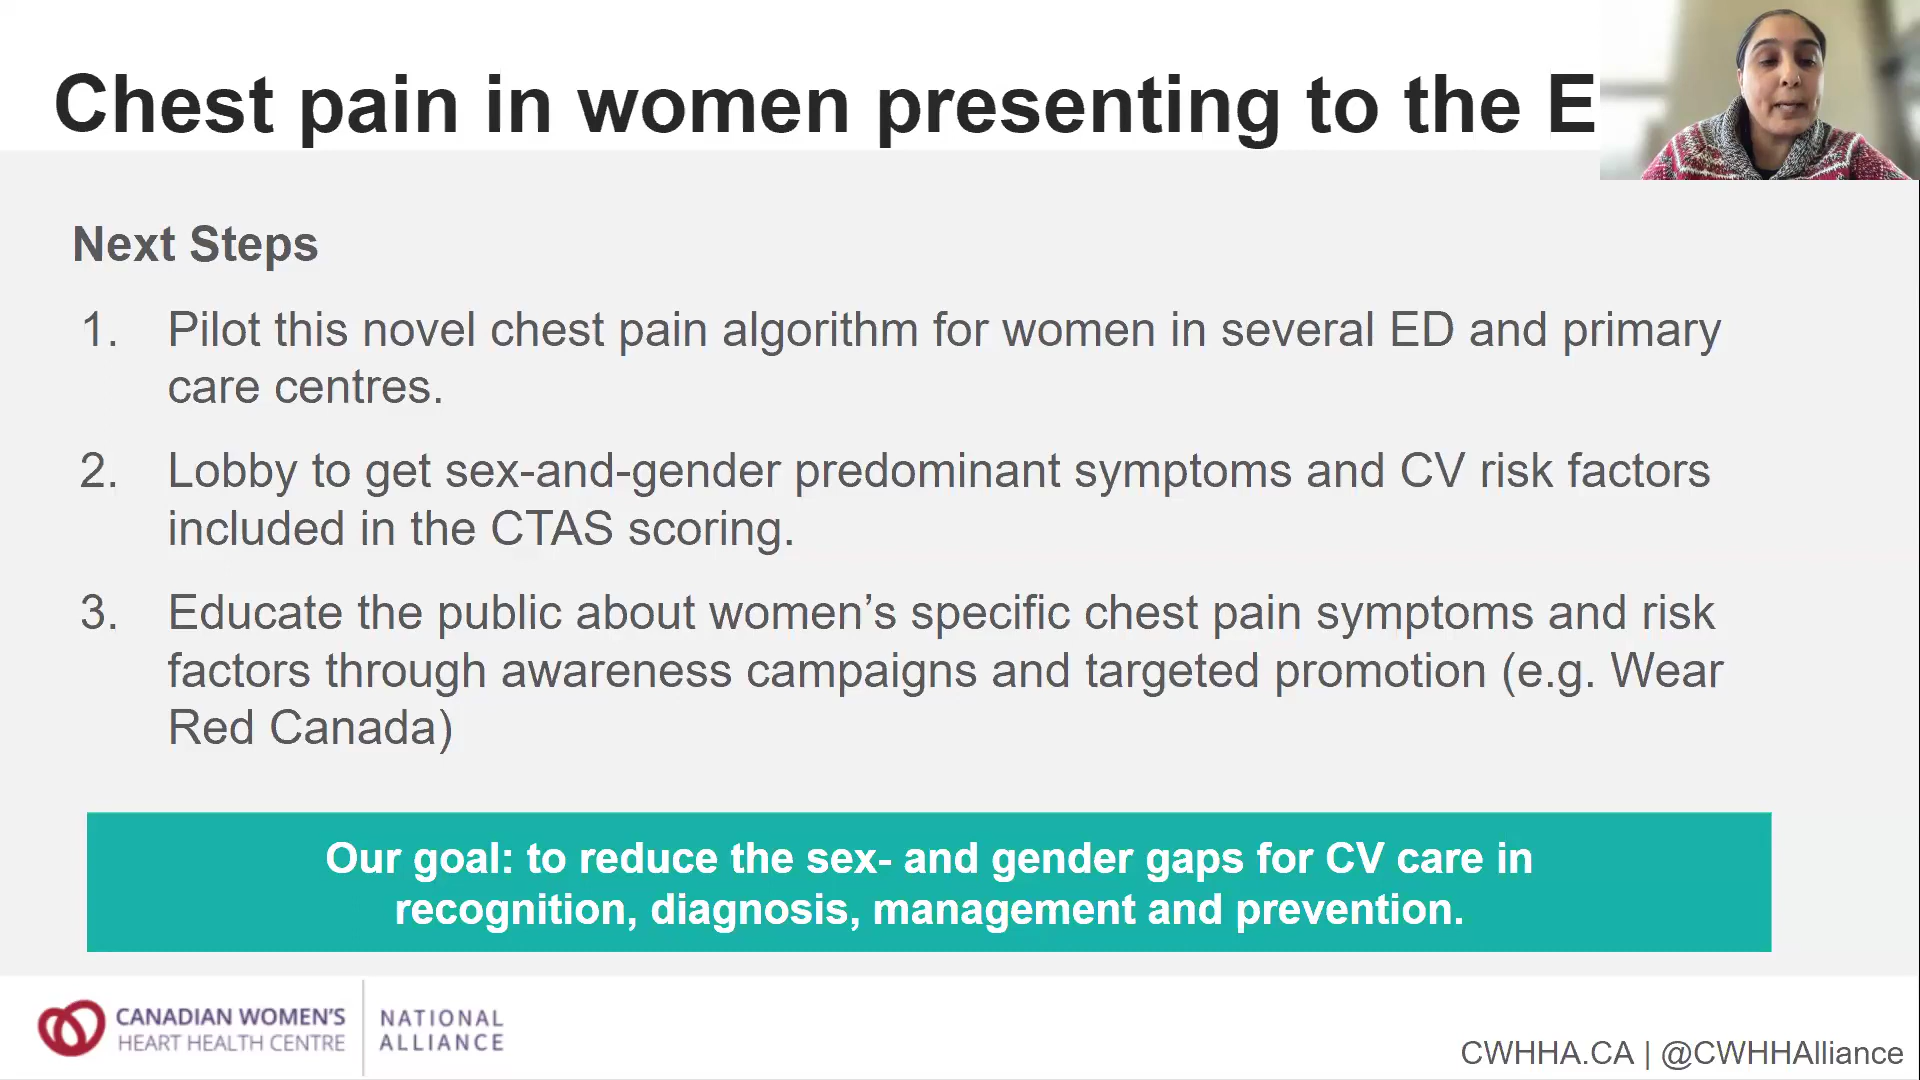 Chest pain in women presenting to the E
Next Steps
1. Pilot this novel chest pain algorithm for women in several ED and primary
care centres.
2. Lobby to get sex-and-gender predominant symptoms and CV risk factors
included in the CTAS scoring.
3. Educate the public about women’s specific chest pain symptoms and risk
factors through awareness campaigns and targeted promotion (e.g. Wear
Red Canada)
Our goal: to reduce the sex- and gender gaps for CV care in
recognition, diagnosis, management and prevention.
CANADIAN WOMEN'S
HEART HEALTH CENTRE
NATIONAL
ALLIANCE
CWHHA.CA | @CWHHAlliance